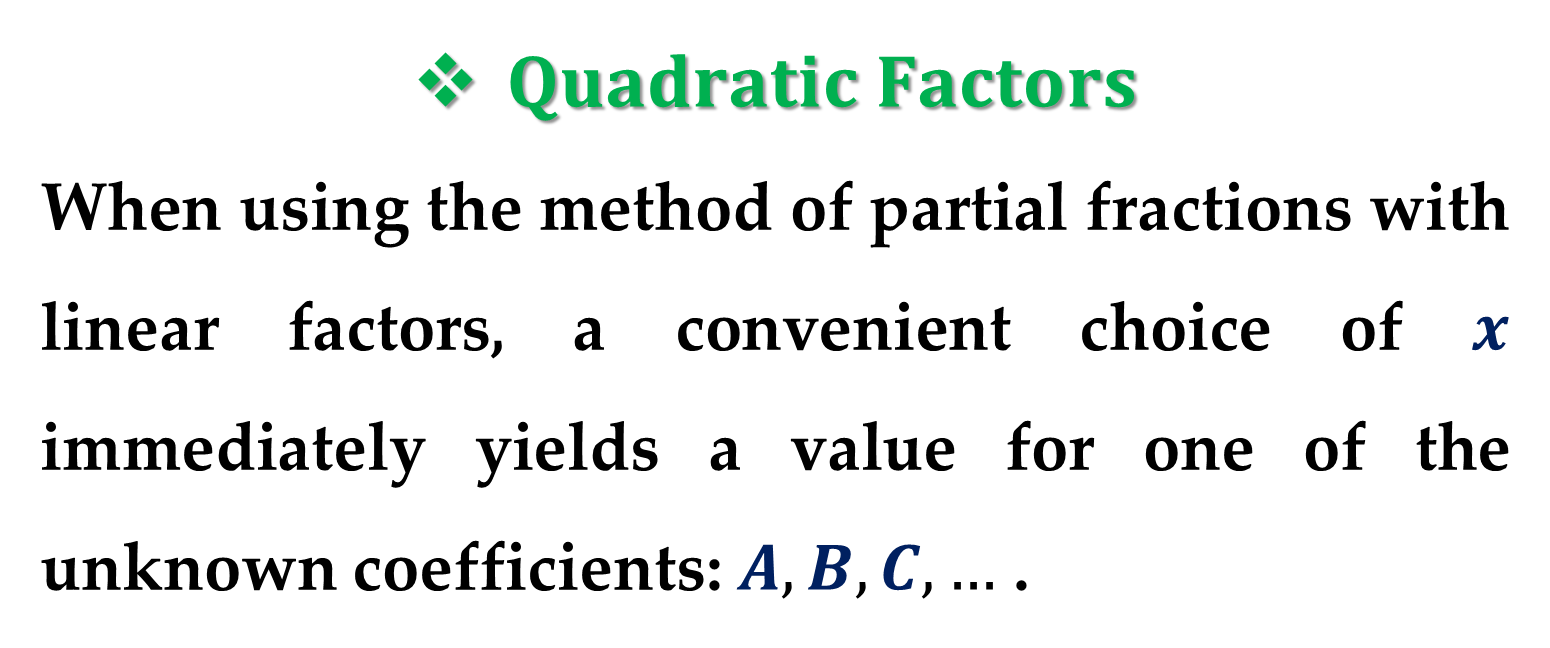 ❖ Quadratic Factors
When using the method of partial fractions with
linear factors, a convenient choice of x
immediately yields a value for one of the
unknown coefficients: A, B, C, … .